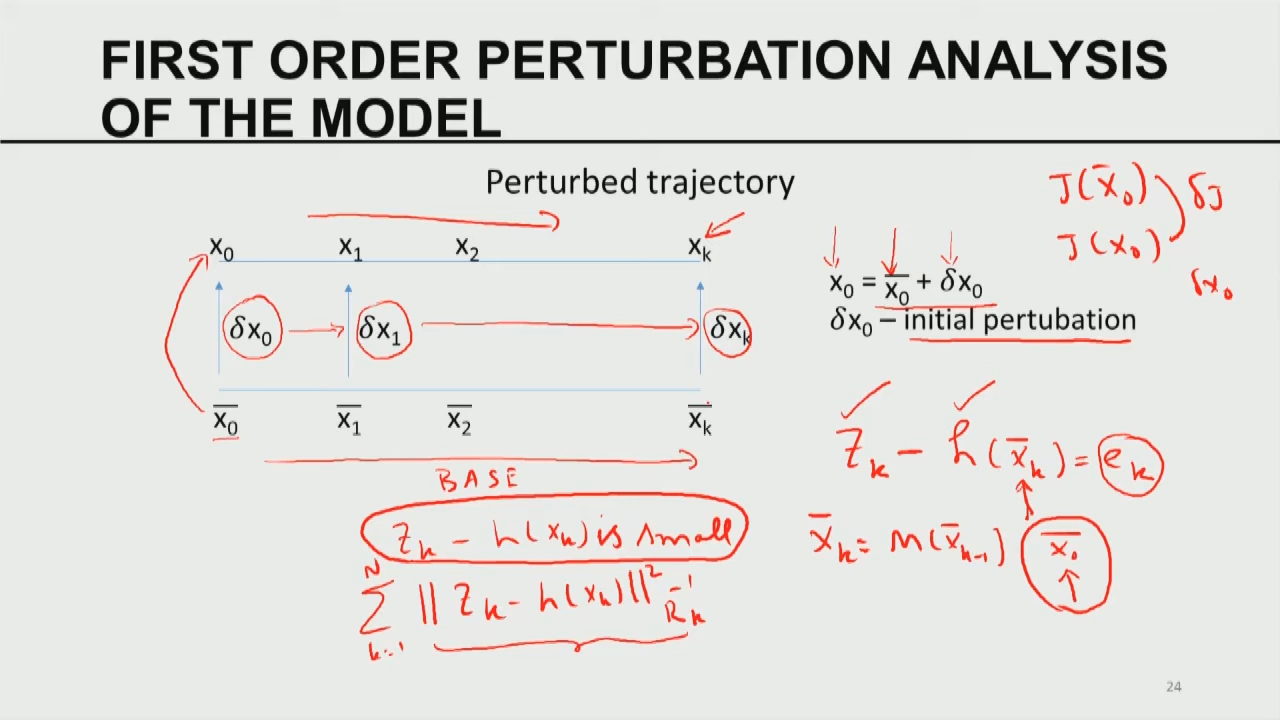 FIRST ORDER PERTURBATION ANALYSIS
OF THE MODEL
Perturbed trajectory
x₀ x₁ x₂ xₖ
δx₀ δx₁ δxₖ
x̅₀ x̅₁ x̅₂ x̅ₖ
BASE
zₖ - h(xₖ) is small
∑ₖ₌₁ᴺ ||zₖ - h(xₖ)||² Rₖ⁻¹
J(x̅₀)
J(x₀)
δJ
δx₀
x₀ = x̅₀ + δx₀
δx₀ – initial pertubation
zₖ - h(x̅ₖ) = eₖ
x̅ₖ = M(x̅ₖ₋₁) x̅₀
24